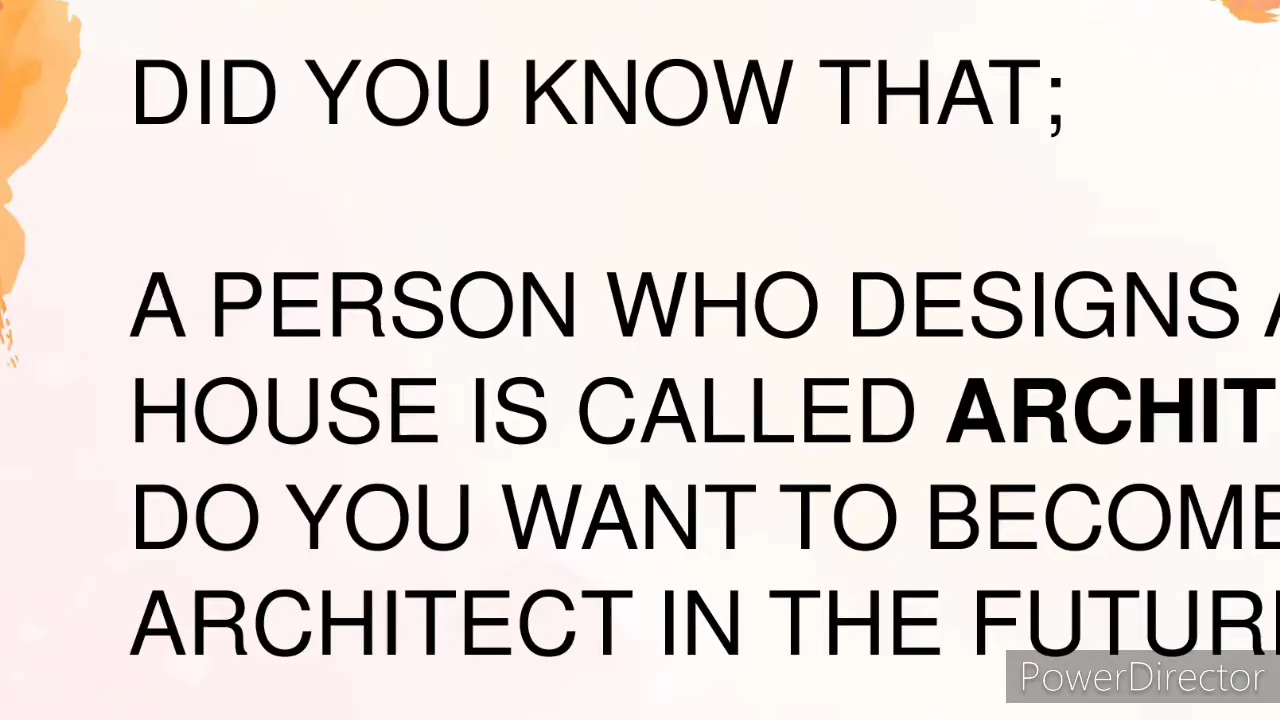 DID YOU KNOW THAT;
A PERSON WHO DESIGNS A
HOUSE IS CALLED ARCHIT
DO YOU WANT TO BECOME
ARCHITECT IN THE FUTUR
PowerDirector